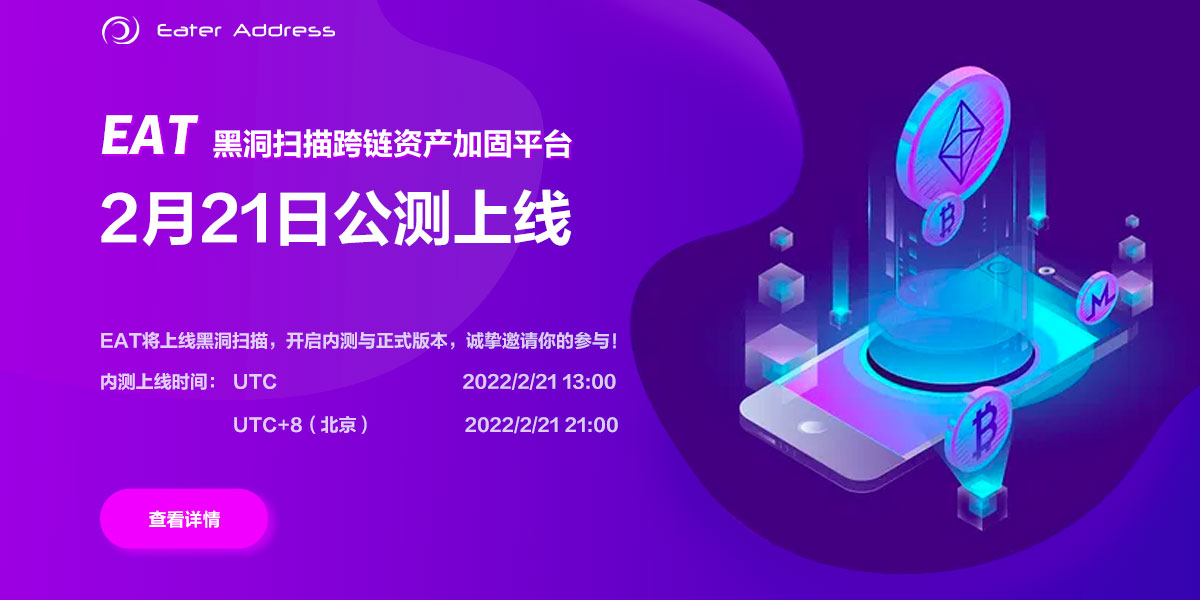 Eater Address
EAT 黑洞扫描跨链资产加固平台
2月21日公测上线
EAT将上线黑洞扫描，开启内测与正式版本，诚挚邀请你的参与！
内测上线时间： UTC 2022/2/21 13:00
UTC+8（北京） 2022/2/21 21:00
查看详情